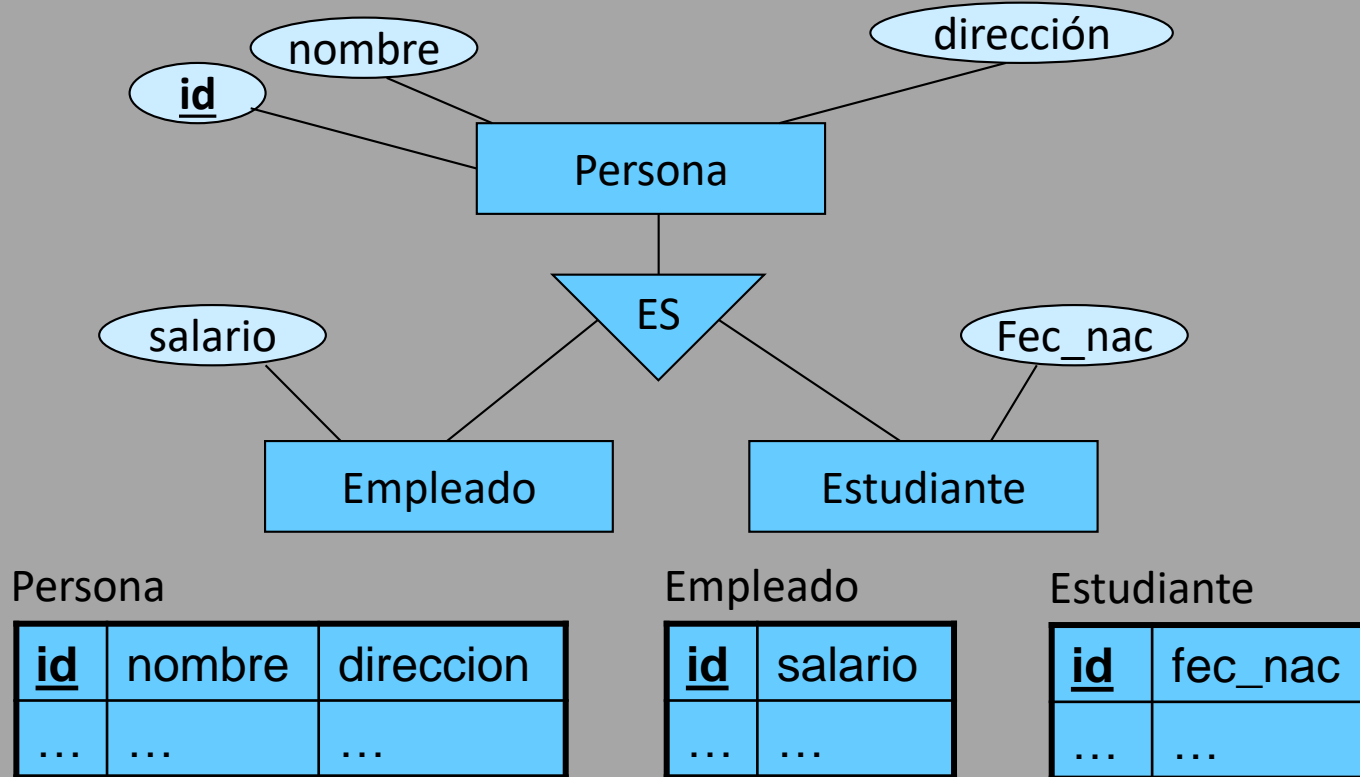 nombre
dirección
id
Persona
ES
salario
Fec_nac
Empleado
Estudiante
Persona
id nombre direccion
… … …
Empleado
id salario
… …
Estudiante
id fec_nac
… …